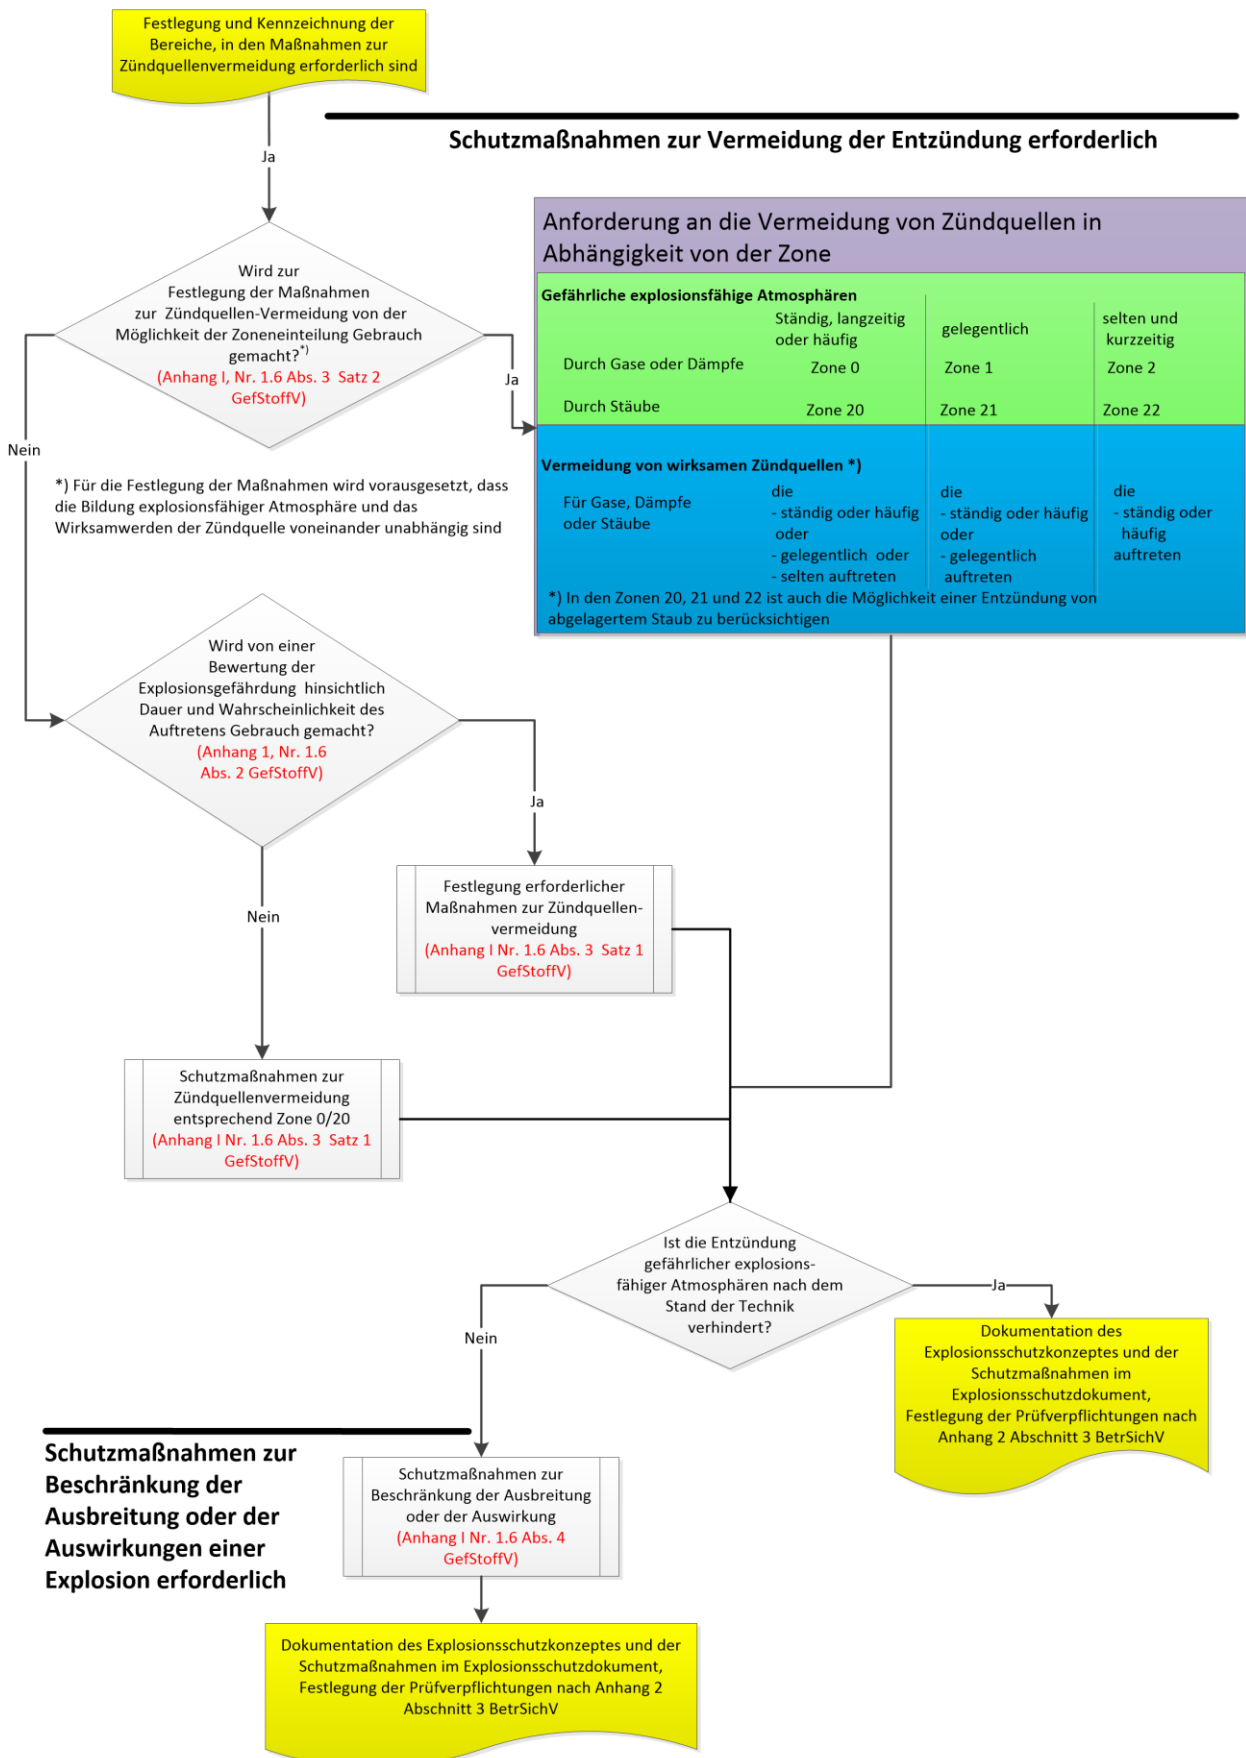 Festlegung und Kennzeichnung der
Bereiche, in den Maßnahmen zur
Zündquellenvermeidung erforderlich sind
Ja
Schutzmaßnahmen zur Vermeidung der Entzündung erforderlich
Wird zur
Festlegung der Maßnahmen
zur Zündquellen-Vermeidung von der
Möglichkeit der Zoneneinteilung Gebrauch
gemacht?*)
(Anhang I, Nr. 1.6 Abs. 3 Satz 2
GefStoffV)
Ja
Nein
Anforderung an die Vermeidung von Zündquellen in
Abhängigkeit von der Zone
Gefährliche explosionsfähige Atmosphären
Ständig, langzeitig
oder häufig
gelegentlich
selten und
kurzzeitig
Durch Gase oder Dämpfe
Zone 0
Zone 1
Zone 2
Durch Stäube
Zone 20
Zone 21
Zone 22
Vermeidung von wirksamen Zündquellen *)
Für Gase, Dämpfe
oder Stäube
die
- ständig oder häufig
oder
- gelegentlich oder
- selten auftreten
die
- ständig oder häufig
oder
- gelegentlich
auftreten
die
- ständig oder
häufig
auftreten
*) In den Zonen 20, 21 und 22 ist auch die Möglichkeit einer Entzündung von
abgelagertem Staub zu berücksichtigen
*) Für die Festlegung der Maßnahmen wird vorausgesetzt, dass
die Bildung explosionsfähiger Atmosphäre und das
Wirksamwerden der Zündquelle voneinander unabhängig sind
Wird von einer
Bewertung der
Explosionsgefährdung hinsichtlich
Dauer und Wahrscheinlichkeit des
Auftretens Gebrauch gemacht?
(Anhang 1, Nr. 1.6
Abs. 2 GefStoffV)
Ja
Nein
Festlegung erforderlicher
Maßnahmen zur Zündquellen-
vermeidung
(Anhang I Nr. 1.6 Abs. 3 Satz 1
GefStoffV)
Schutzmaßnahmen zur
Zündquellenvermeidung
entsprechend Zone 0/20
(Anhang I Nr. 1.6 Abs. 3 Satz 1
GefStoffV)
Ist die Entzündung
gefährlicher explosions-
fähiger Atmosphären nach dem
Stand der Technik
verhindert?
Ja
Nein
Dokumentation des
Explosionsschutzkonzeptes und der
Schutzmaßnahmen im
Explosionsschutzdokument,
Festlegung der Prüfverpflichtungen nach
Anhang 2 Abschnitt 3 BetrSichV
Schutzmaßnahmen zur
Beschränkung der
Ausbreitung oder der
Auswirkungen einer
Explosion erforderlich
Schutzmaßnahmen zur
Beschränkung der Ausbreitung
oder der Auswirkung
(Anhang I Nr. 1.6 Abs. 4
GefStoffV)
Dokumentation des Explosionsschutzkonzeptes und der
Schutzmaßnahmen im Explosionsschutzdokument,
Festlegung der Prüfverpflichtungen nach Anhang 2
Abschnitt 3 BetrSichV